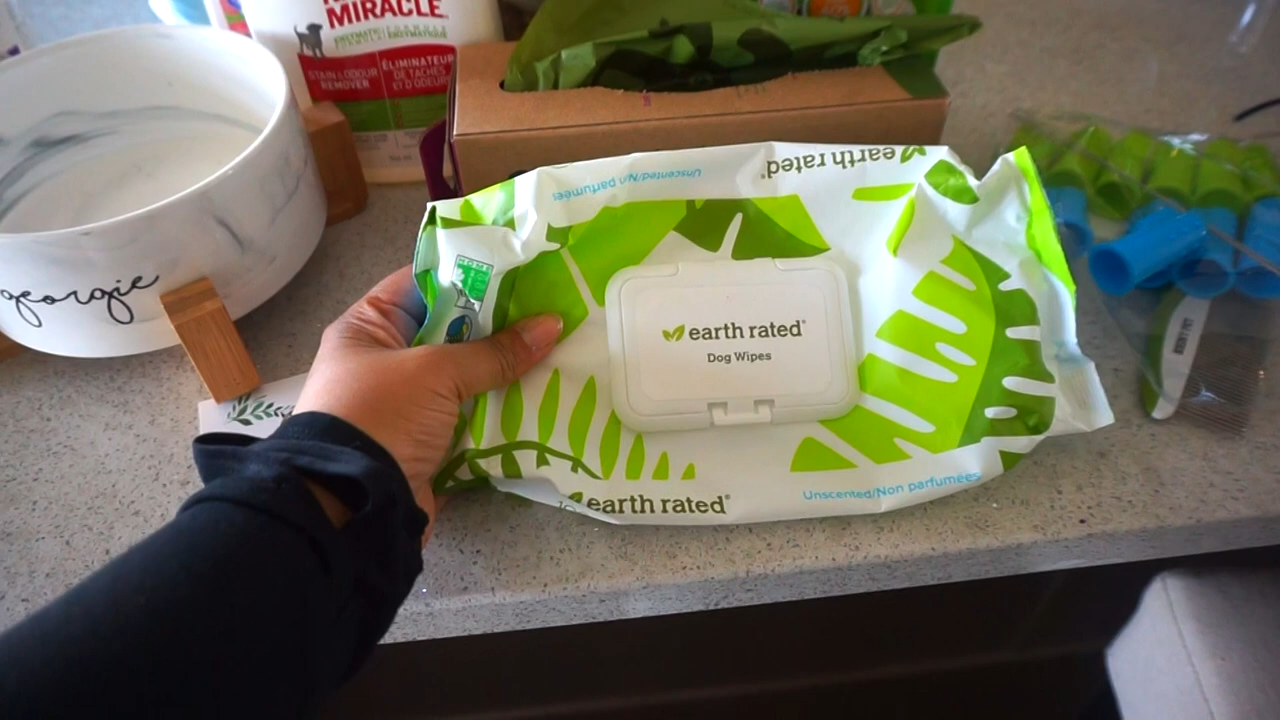 MIRACLE
STAIN & ODOUR
REMOVER
ÉLIMINATEUR
DE TACHES
ET D'ODEURS
georgie
earth rated®
Unscented/Non parfumées
earth rated®
Dog Wipes
earth rated®
Unscented/Non parfumées